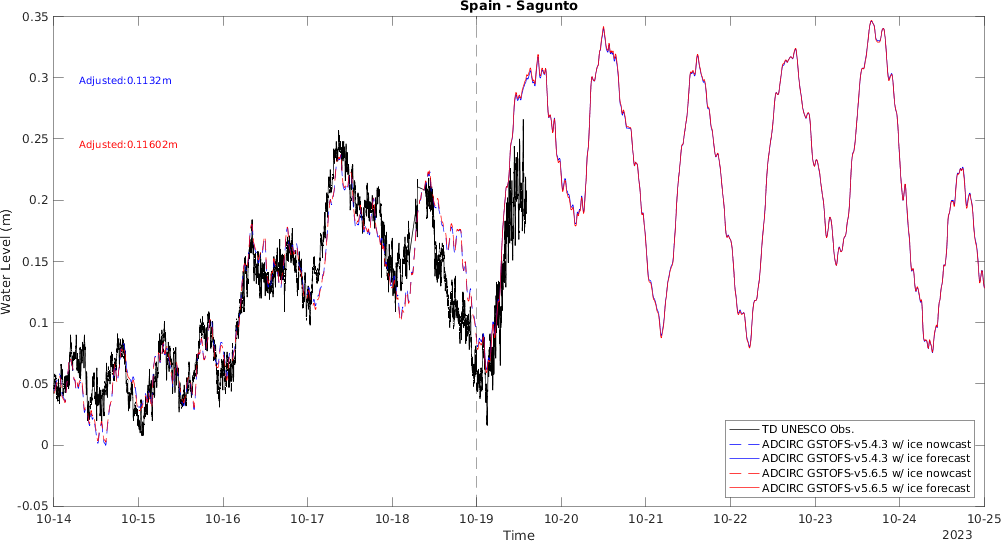 Spain - Sagunto
Water Level (m)
0.35
0.3
0.25
0.2
0.15
0.1
0.05
0
-0.05
Adjusted:0.1132m
Adjusted:0.11602m
TD UNESCO Obs.
ADCIRC GSTOFS-v5.4.3 w/ ice nowcast
ADCIRC GSTOFS-v5.4.3 w/ ice forecast
ADCIRC GSTOFS-v5.6.5 w/ ice nowcast
ADCIRC GSTOFS-v5.6.5 w/ ice forecast
10-14 10-15 10-16 10-17 10-18 10-19 10-20 10-21 10-22 10-23 10-24 10-25
Time
2023